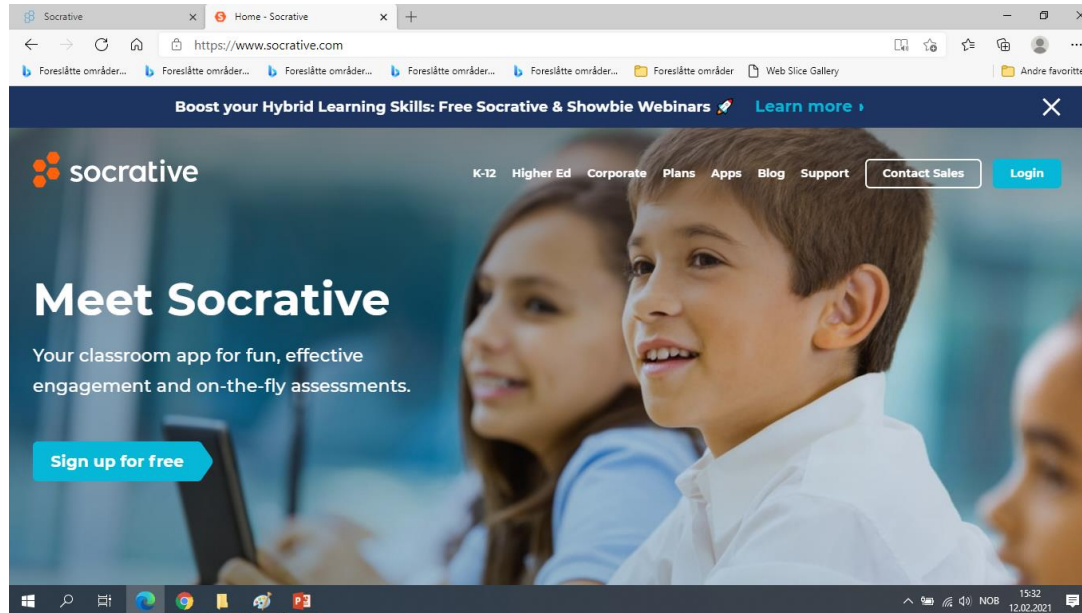 Socrative
Home - Socrative
https://www.socrative.com
Foreslåtte områder... Foreslåtte områder... Foreslåtte områder... Foreslåtte områder... Foreslåtte områder... Foreslåtte områder Web Slice Gallery Andre favoritte
Boost your Hybrid Learning Skills: Free Socrative & Showbie Webinars 🚀 Learn more ›
socrative
K-12 Higher Ed Corporate Plans Apps Blog Support Contact Sales Login
Meet Socrative
Your classroom app for fun, effective
engagement and on-the-fly assessments.
Sign up for free
NOB
15:32
12.02.2021